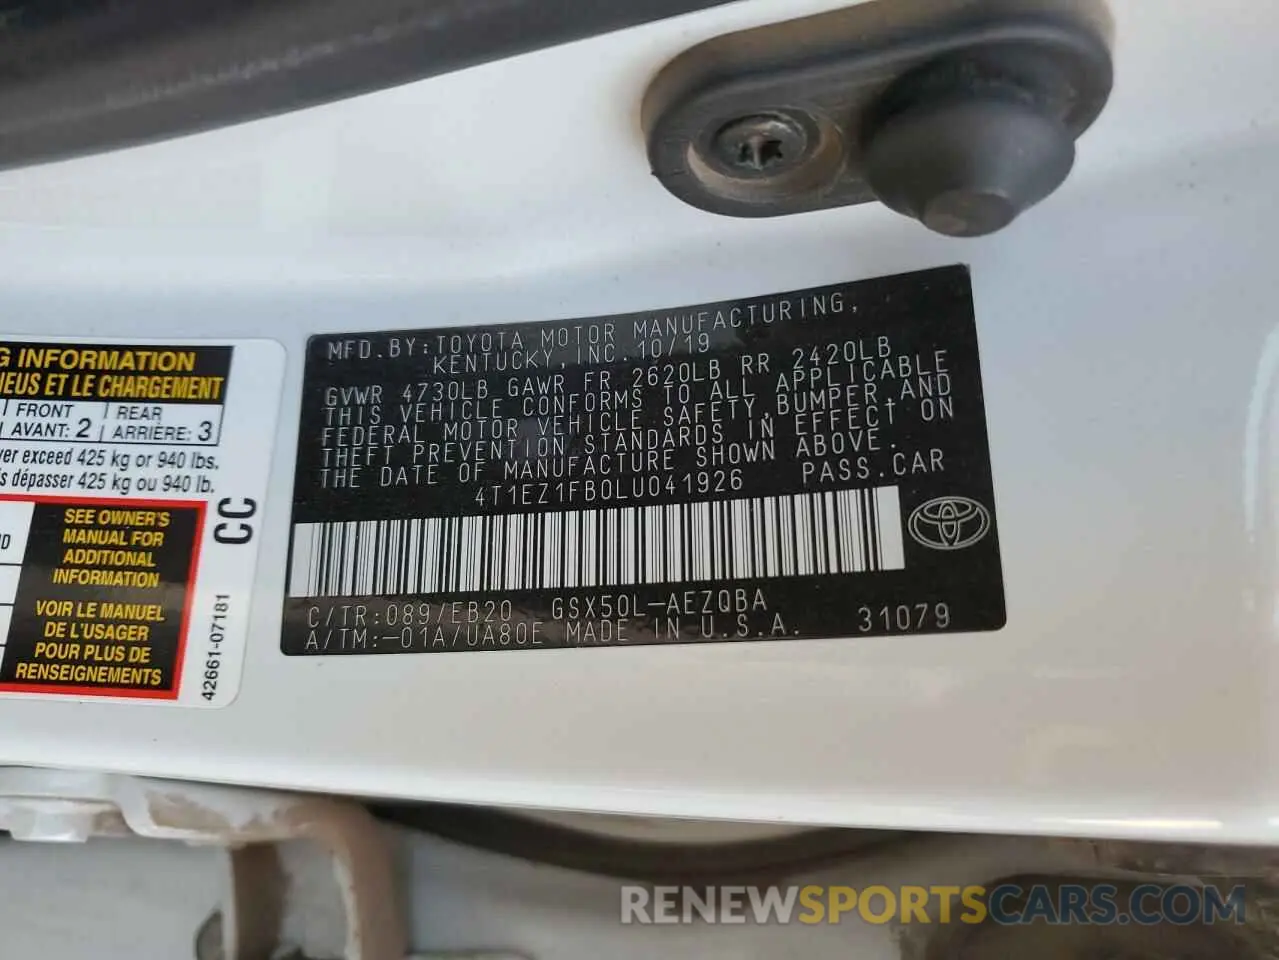 G INFORMATION
IEUS ET LE CHARGEMENT
FRONT
AVANT: 2
REAR
ARRIÈRE: 3
ver exceed 425 kg or 940 lbs.
s dépasser 425 kg ou 940 lb.
SEE OWNER'S
MANUAL FOR
ADDITIONAL
INFORMATION
VOIR LE MANUEL
DE L'USAGER
POUR PLUS DE
RENSEIGNEMENTS
CC
42661-07181
MFD.BY:TOYOTA MOTOR MANUFACTURING,
KENTUCKY,INC. 10/19
GVWR 4730LB GAWR FR 2620LB RR 2420LB
THIS VEHICLE CONFORMS TO ALL APPLICABLE
FEDERAL MOTOR VEHICLE SAFETY,BUMPER,AND
THEFT PREVENTION STANDARDS IN EFFECT ON
THE DATE OF MANUFACTURE SHOWN ABOVE.
4T1EZ1FB0LU041926 PASS.CAR
C/TR:089/EB20 GSX50L-AEZQBA
A/TM:-01A/UA80E MADE IN U.S.A. 31079
RENEWSPORTSCARS.COM